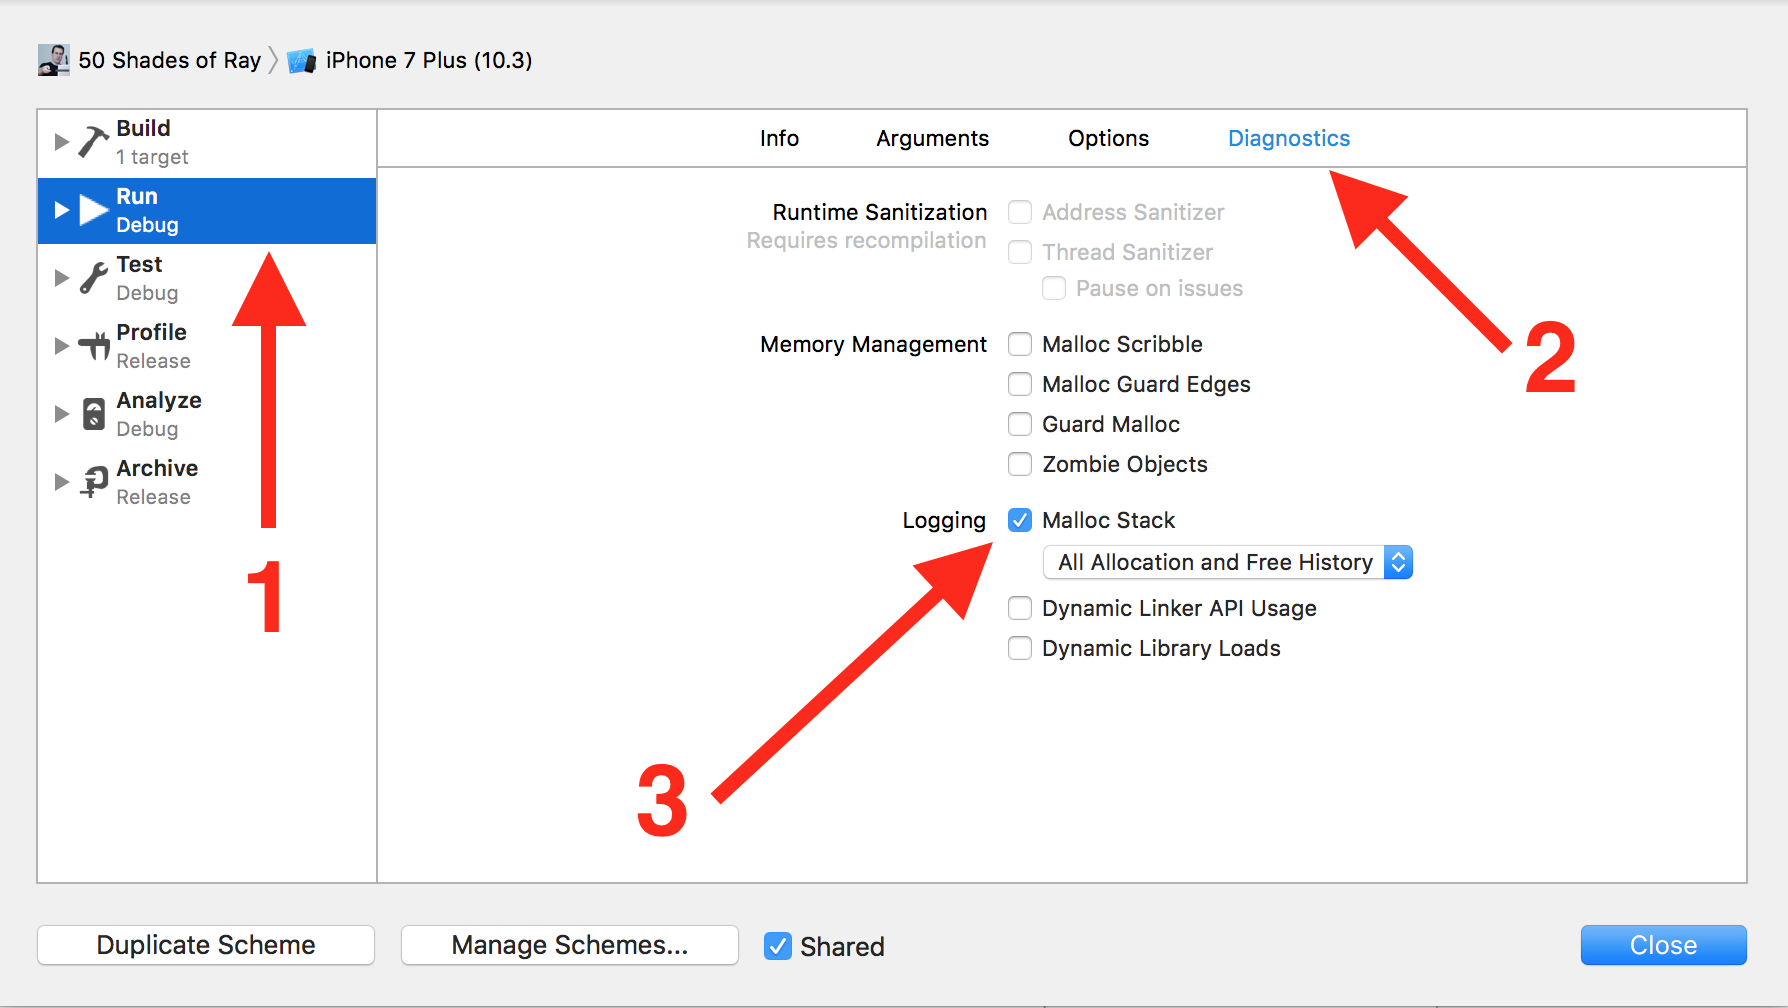 50 Shades of Ray iPhone 7 Plus (10.3)
Build
1 target
Run
Debug
Test
Debug
Profile
Release
Analyze
Debug
Archive
Release
1
Info Arguments Options Diagnostics
Runtime Sanitization Address Sanitizer
Requires recompilation
Thread Sanitizer
Pause on issues
2
Memory Management Malloc Scribble
Malloc Guard Edges
Guard Malloc
Zombie Objects
Logging Malloc Stack
All Allocation and Free History
Dynamic Linker API Usage
Dynamic Library Loads
3
Duplicate Scheme Manage Schemes... Shared Close